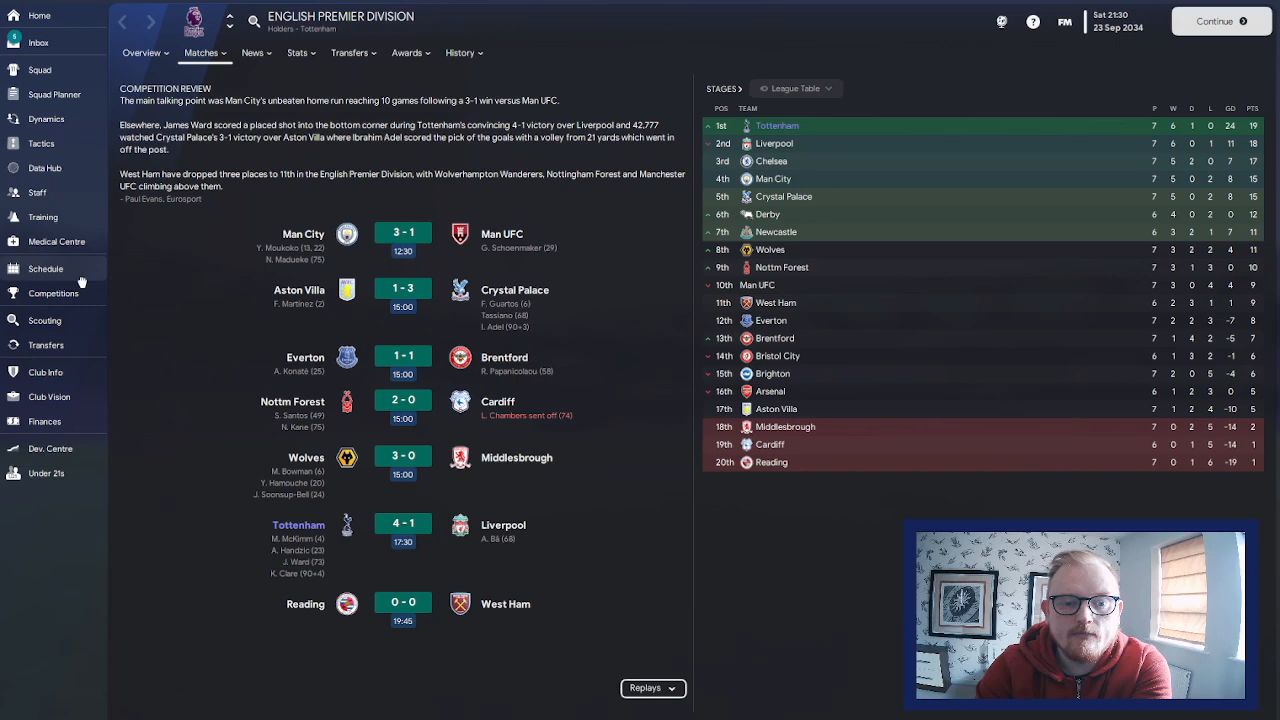 Home
5
Inbox
Squad
Squad Planner
Dynamics
Tactics
Data Hub
Staff
Training
Medical Centre
Schedule
Competitions
Scouting
Transfers
Club Info
Club Vision
Finances
Dev. Centre
Under 21s
ENGLISH PREMIER DIVISION
Holders - Tottenham
FM
Sat 21:30
23 Sep 2034
Continue
Overview
Matches
News
Stats
Transfers
Awards
History
COMPETITION REVIEW
The main talking point was Man City's unbeaten home run reaching 10 games following a 3-1 win versus Man UFC.
Elsewhere, James Ward scored a placed shot into the bottom corner during Tottenham's convincing 4-1 victory over Liverpool and 42,777
watched Crystal Palace's 3-1 victory over Aston Villa where Ibrahim Adel scored the pick of the goals with a volley from 21 yards which went in
off the post.
West Ham have dropped three places to 11th in the English Premier Division, with Wolverhampton Wanderers, Nottingham Forest and Manchester
UFC climbing above them.
- Paul Evans, Eurosport
Man City 3 - 1 Man UFC
Y. Moukoko (13, 22) 12:30 G. Schoenmaker (29)
N. Madueke (75)
Aston Villa 1 - 3 Crystal Palace
F. Martínez (2) 15:00 F. Guartos (6)
Tassiano (68)
I. Adel (90+3)
Everton 1 - 1 Brentford
A. Konaté (25) 15:00 R. Papanicolaou (58)
Nottm Forest 2 - 0 Cardiff
S. Santos (49) 15:00 L. Chambers sent off (74)
N. Kane (75)
Wolves 3 - 0 Middlesbrough
M. Bowman (6) 15:00
Y. Hamouche (20)
J. Soonsup-Bell (24)
Tottenham 4 - 1 Liverpool
M. McKimm (4) 17:30 A. Bâ (68)
A. Handzic (23)
J. Ward (73)
K. Clare (90+4)
Reading 0 - 0 West Ham
19:45
Replays
STAGES League Table
POS TEAM P W D L GD PTS
1st Tottenham 7 6 1 0 24 19
2nd Liverpool 7 6 0 1 11 18
3rd Chelsea 7 5 2 0 7 17
4th Man City 7 5 0 2 8 15
5th Crystal Palace 7 5 0 2 8 15
6th Derby 6 4 0 2 0 12
7th Newcastle 6 3 2 1 7 11
8th Wolves 7 3 2 2 4 11
9th Nottm Forest 7 3 1 3 0 10
10th Man UFC 7 3 0 4 4 9
11th West Ham 6 2 3 1 1 9
12th Everton 7 2 2 3 -7 8
13th Brentford 7 1 4 2 -5 7
14th Bristol City 6 1 3 2 -1 6
15th Brighton 7 2 0 5 -4 6
16th Arsenal 6 1 2 3 0 5
17th Aston Villa 7 1 2 4 -10 5
18th Middlesbrough 7 0 2 5 -14 2
19th Cardiff 6 0 1 5 -14 1
20th Reading 7 0 1 6 -19 1